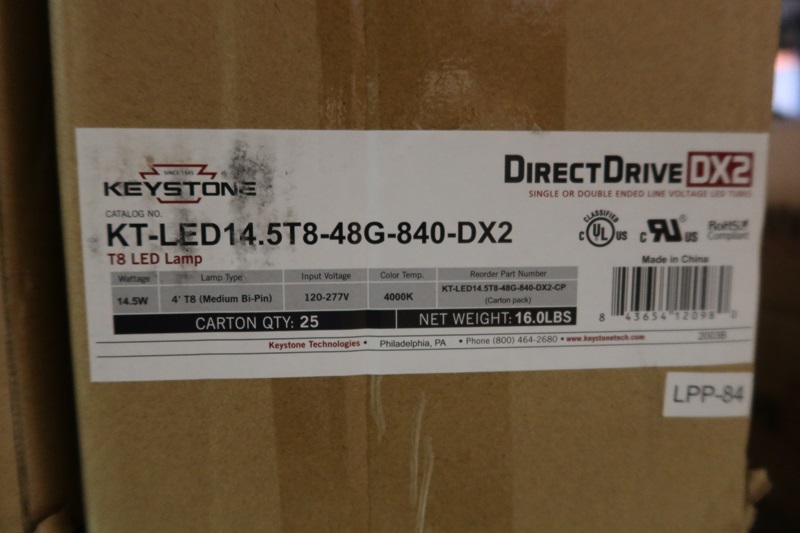 SINCE 1945
KEYSTONE
DIRECTDRIVE DX2
SINGLE OR DOUBLE ENDED LINE VOLTAGE LED TUBES
CATALOG NO.
KT-LED14.5T8-48G-840-DX2
T8 LED Lamp
CLASSIFIED
C UL US
C RU US
RoHS
Compliant
Made in China
Wattage Lamp Type Input Voltage Color Temp. Reorder Part Number
14.5W 4' T8 (Medium Bi-Pin) 120-277V 4000K KT-LED14.5T8-48G-840-DX2-CP
(Carton pack)
CARTON QTY: 25 NET WEIGHT: 16.0LBS
8 43654 12098 0
Keystone Technologies • Philadelphia, PA • Phone (800) 464-2680 • www.keystonetech.com
2003B
LPP-84